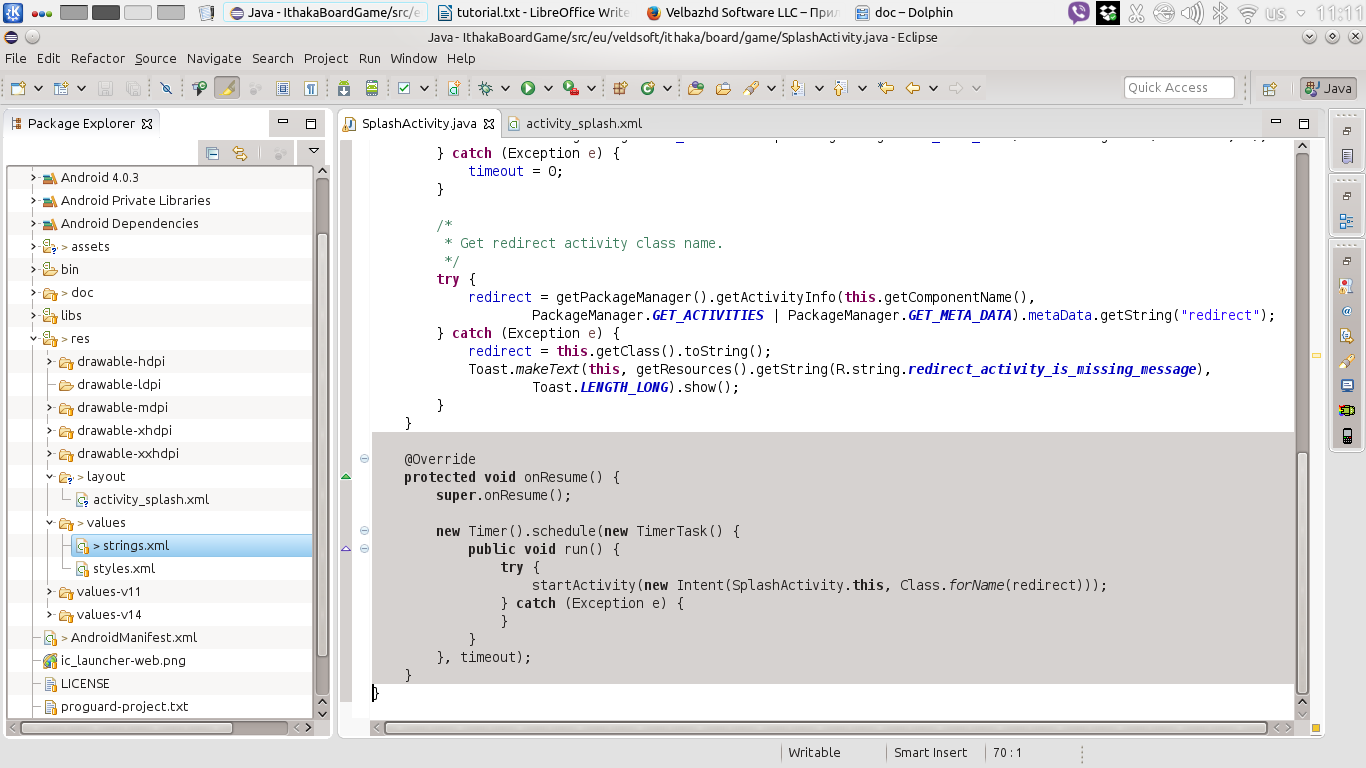 Java - IthakaBoardGame/src/e
tutorial.txt - LibreOffice Write
Velbazhd Software LLC – Прил
doc – Dolphin
us
11:11
Java - IthakaBoardGame/src/eu/veldsoft/ithaka/board/game/SplashActivity.java - Eclipse
File Edit Refactor Source Navigate Search Project Run Window Help
Quick Access
Java
Package Explorer
SplashActivity.java
activity_splash.xml
Android 4.0.3
Android Private Libraries
Android Dependencies
> assets
bin
> doc
libs
> res
drawable-hdpi
drawable-ldpi
drawable-mdpi
drawable-xhdpi
drawable-xxhdpi
> layout
activity_splash.xml
> values
> strings.xml
styles.xml
values-v11
values-v14
> AndroidManifest.xml
ic_launcher-web.png
LICENSE
proguard-project.txt
} catch (Exception e) {
timeout = 0;
}
/*
* Get redirect activity class name.
*/
try {
redirect = getPackageManager().getActivityInfo(this.getComponentName(),
PackageManager.GET_ACTIVITIES | PackageManager.GET_META_DATA).metaData.getString("redirect");
} catch (Exception e) {
redirect = this.getClass().toString();
Toast.makeText(this, getResources().getString(R.string.redirect_activity_is_missing_message),
Toast.LENGTH_LONG).show();
}
}
@Override
protected void onResume() {
super.onResume();
new Timer().schedule(new TimerTask() {
public void run() {
try {
startActivity(new Intent(SplashActivity.this, Class.forName(redirect)));
} catch (Exception e) {
}
}
}, timeout);
}
}
Writable
Smart Insert
70 : 1